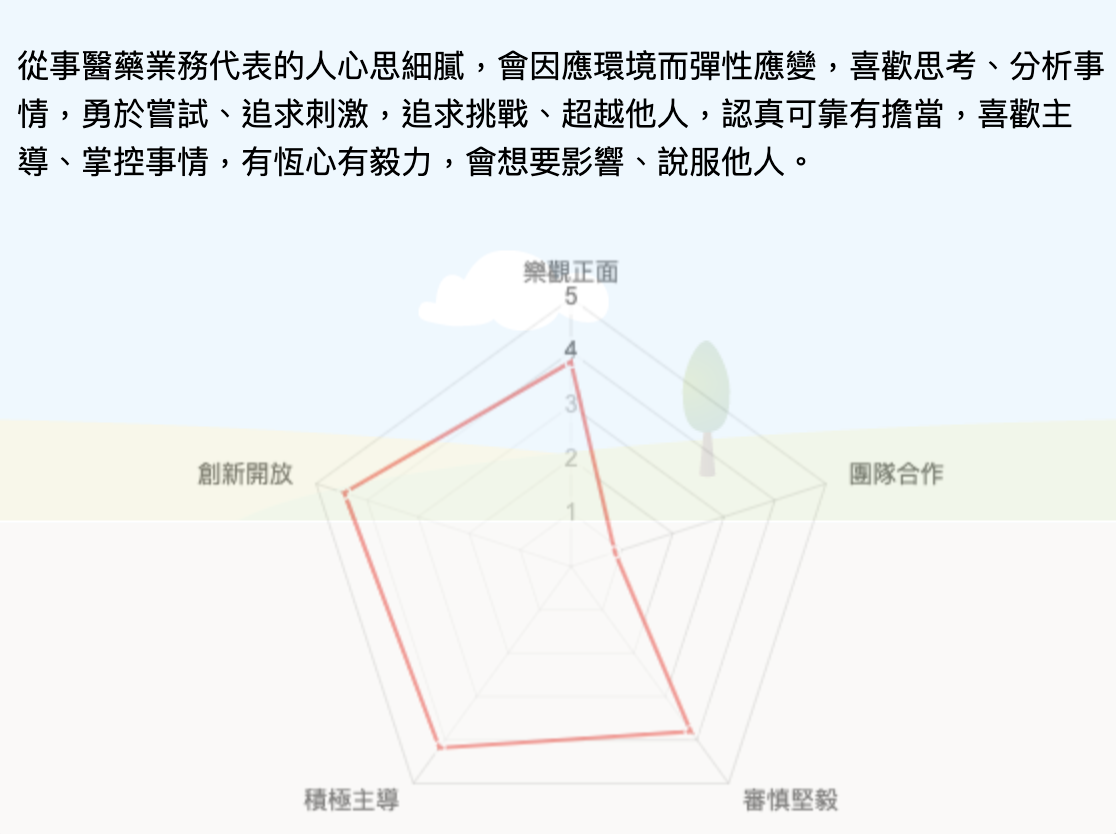 從事醫藥業務代表的人心思細膩，會因應環境而彈性應變，喜歡思考、分析事
情，勇於嘗試、追求刺激，追求挑戰、超越他人，認真可靠有擔當，喜歡主
導、掌控事情，有恆心有毅力，會想要影響、說服他人。
樂觀正面
5
4
3
2
1
創新開放
團隊合作
積極主導
審慎堅毅